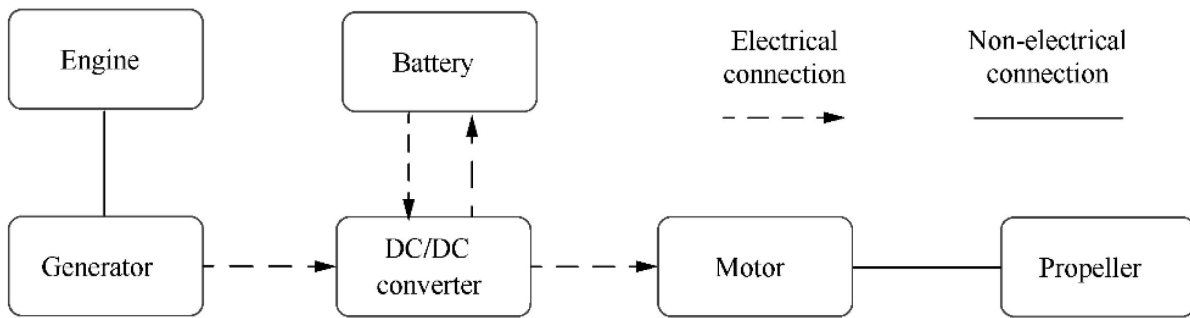 Engine
Battery
Electrical
connection
Non-electrical
connection
Generator
DC/DC
converter
Motor
Propeller